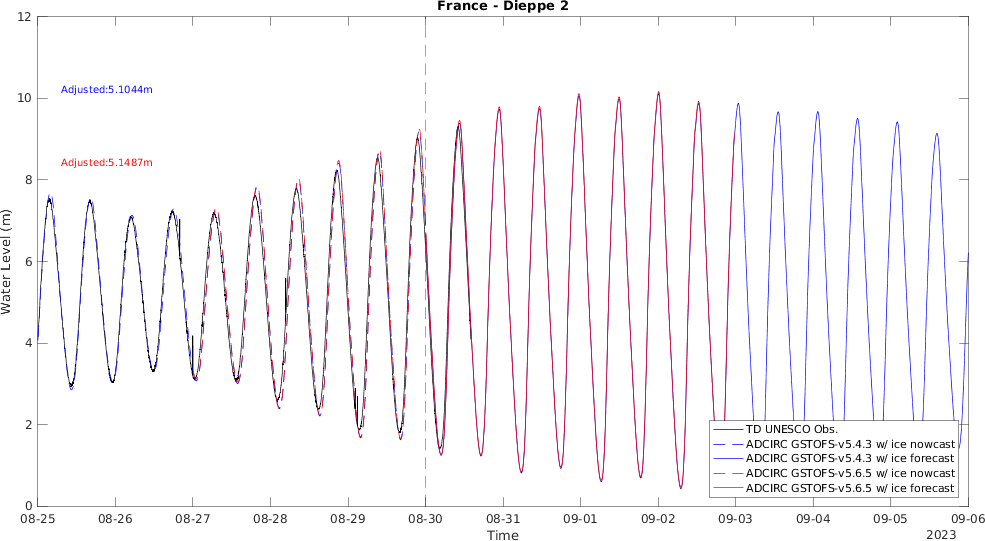 France - Dieppe 2
12
10
8
6
4
2
0
Water Level (m)
Adjusted:5.1044m
Adjusted:5.1487m
TD UNESCO Obs.
ADCIRC GSTOFS-v5.4.3 w/ ice nowcast
ADCIRC GSTOFS-v5.4.3 w/ ice forecast
ADCIRC GSTOFS-v5.6.5 w/ ice nowcast
ADCIRC GSTOFS-v5.6.5 w/ ice forecast
08-25 08-26 08-27 08-28 08-29 08-30 08-31 09-01 09-02 09-03 09-04 09-05 09-06
Time
2023